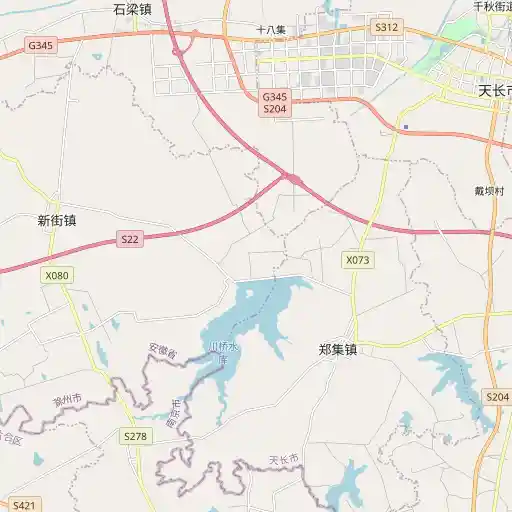 石梁镇
千秋街道
十八集
S312
G345
天长市
G345
S204
戴坝村
新街镇
S22
X073
X080
川桥水
库
郑集镇
安徽省
滁州市
S204
S278
天长市
S421